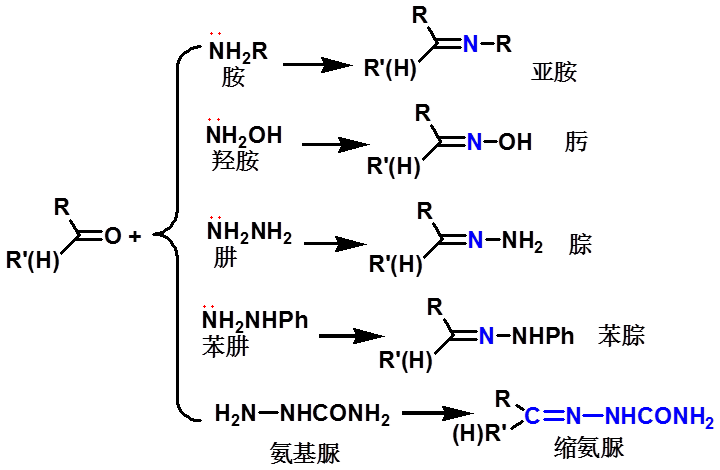 R
R'(H)
O +
NH₂R
胺
R
R'(H)
N R
亚胺
NH₂OH
羟胺
R
R'(H)
N OH
肟
NH₂NH₂
肼
R
R'(H)
N NH₂
腙
NH₂NHPh
苯肼
R
R'(H)
N NHPh
苯腙
H₂N NHCONH₂
氨基脲
R
(H)R'
C N NHCONH₂
缩氨脲